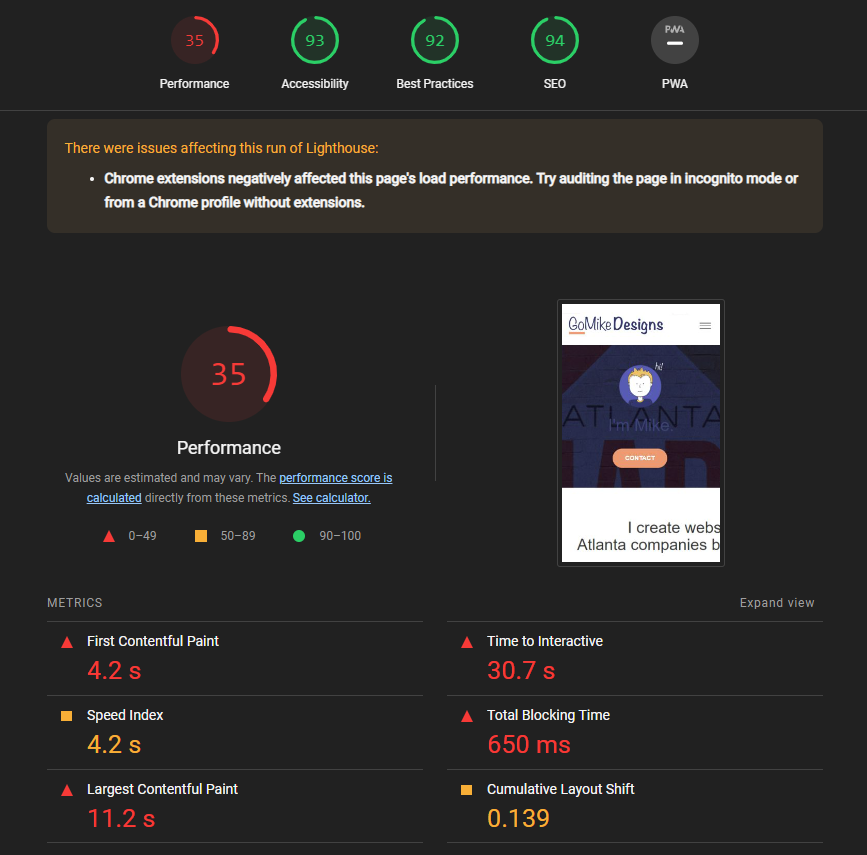 35 93 92 94 PWA
Performance Accessibility Best Practices SEO PWA
There were issues affecting this run of Lighthouse:
• Chrome extensions negatively affected this page's load performance. Try auditing the page in incognito mode or
from a Chrome profile without extensions.
GoMikeDesigns
hi!
ATLANTA
I'm Mike.
CONTACT
I create webs
Atlanta companies b
35
Performance
Values are estimated and may vary. The performance score is
calculated directly from these metrics. See calculator.
0–49 50–89 90–100
METRICS Expand view
First Contentful Paint
4.2 s
Time to Interactive
30.7 s
Speed Index
4.2 s
Total Blocking Time
650 ms
Largest Contentful Paint
11.2 s
Cumulative Layout Shift
0.139